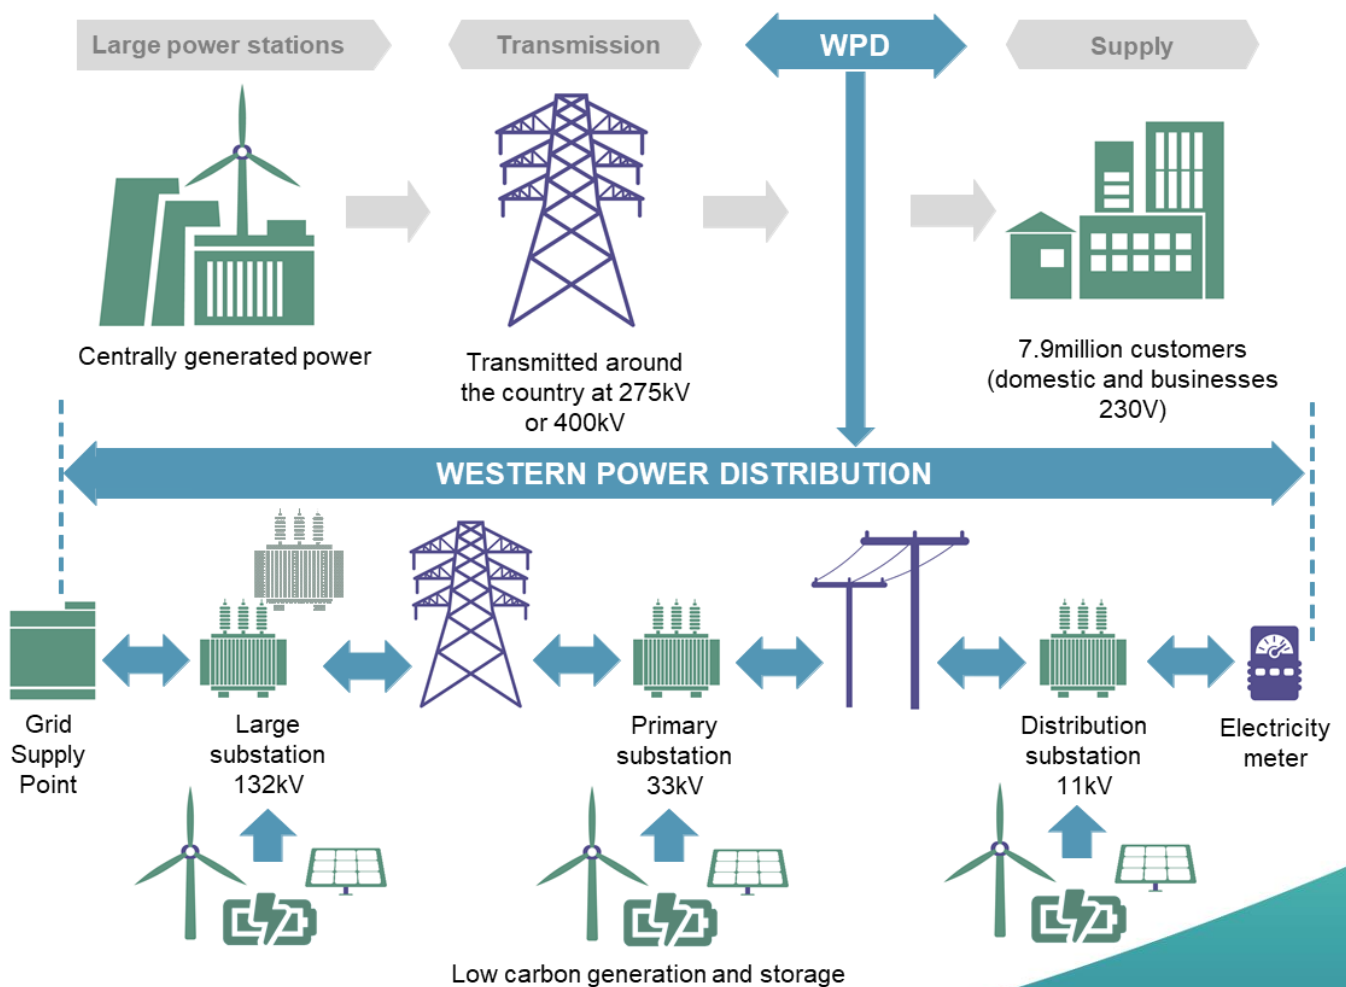 Large power stations
Transmission
WPD
Supply
Centrally generated power
Transmitted around
the country at 275kV
or 400kV
7.9million customers
(domestic and businesses
230V)
WESTERN POWER DISTRIBUTION
Grid
Supply
Point
Large
substation
132kV
Primary
substation
33kV
Distribution
substation
11kV
Electricity
meter
Low carbon generation and storage